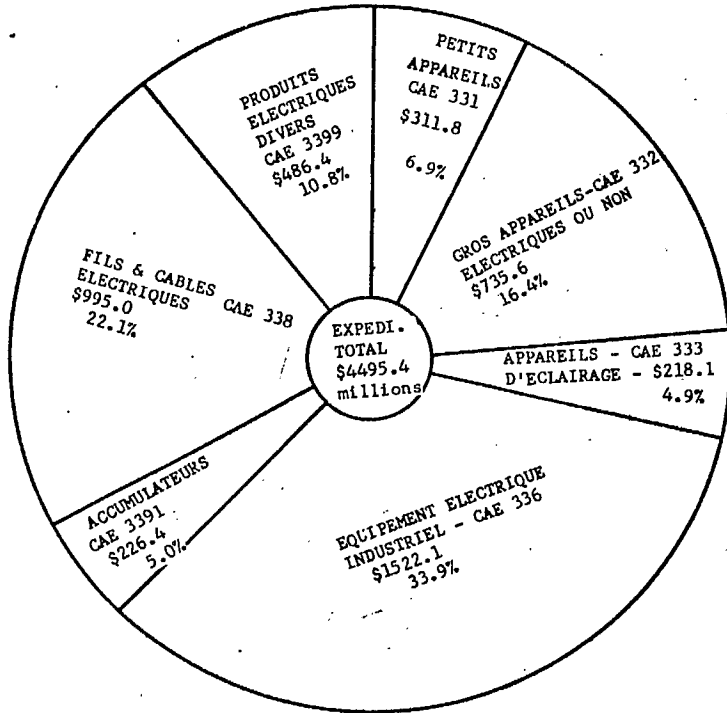 PETITS
APPAREILS
CAE 331
$311.8
6.9%
GROS APPAREILS-CAE 332
ELECTRIQUES OU NON
$735.6
16.4%
APPAREILS - CAE 333
D'ECLAIRAGE - $218.1
4.9%
EQUIPEMENT ELECTRIQUE
INDUSTRIEL - CAE 336
$1522.1
33.9%
ACCUMULATEURS
CAE 3391
$226.4
5.0%
FILS & CABLES CAE 338
ELECTRIQUES
$995.0
22.1%
PRODUITS
ELECTRIQUES
DIVERS
CAE 3399
$486.4
10.8%
EXPEDI.
TOTAL
$4495.4
millions